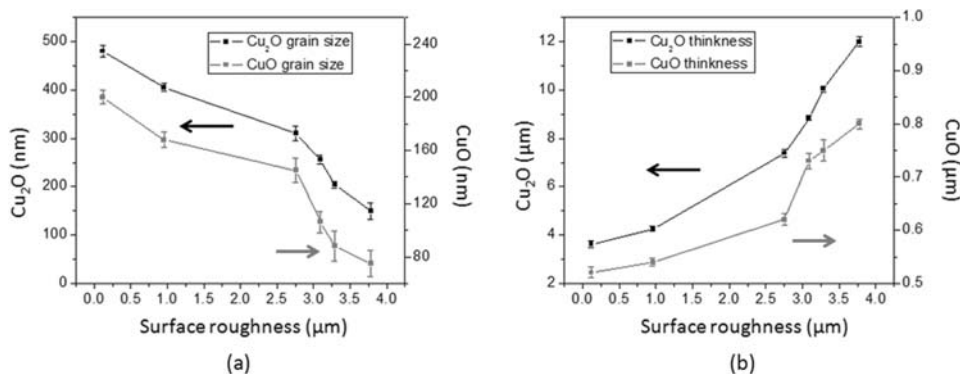 500
400
300
200
100
0
Cu2O (nm)
Cu2O grain size
CuO grain size
240
200
160
120
80
CuO (nm)
0.0 0.5 1.0 1.5 2.0 2.5 3.0 3.5 4.0
Surface roughness (μm)
(a)
12
10
8
6
4
2
Cu2O (μm)
Cu2O thinkness
CuO thinkness
1.0
0.9
0.8
0.7
0.6
0.5
CuO (μm)
0.0 0.5 1.0 1.5 2.0 2.5 3.0 3.5 4.0
Surface roughness (μm)
(b)